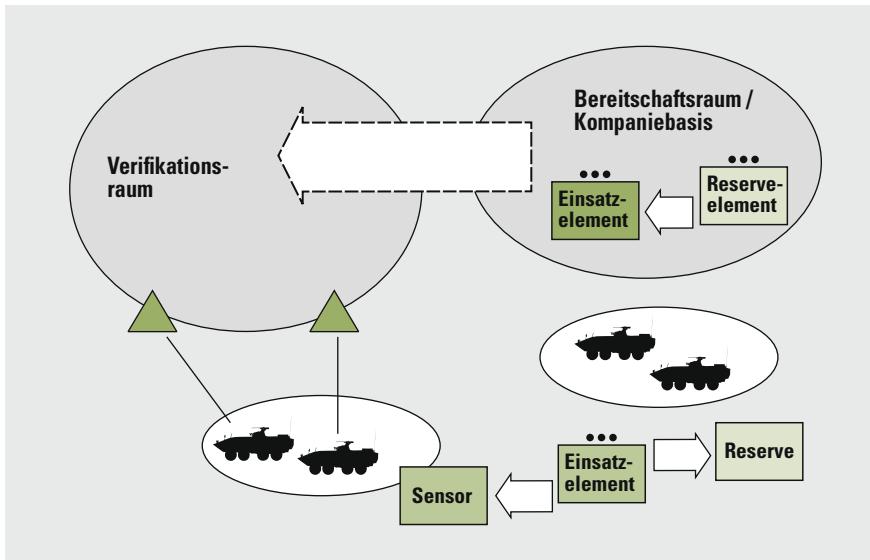 Verifikations-
raum
Bereitschaftsraum /
Kompaniebasis
Einsatz-
element
Reserve-
element
Sensor
Einsatz-
element
Reserve